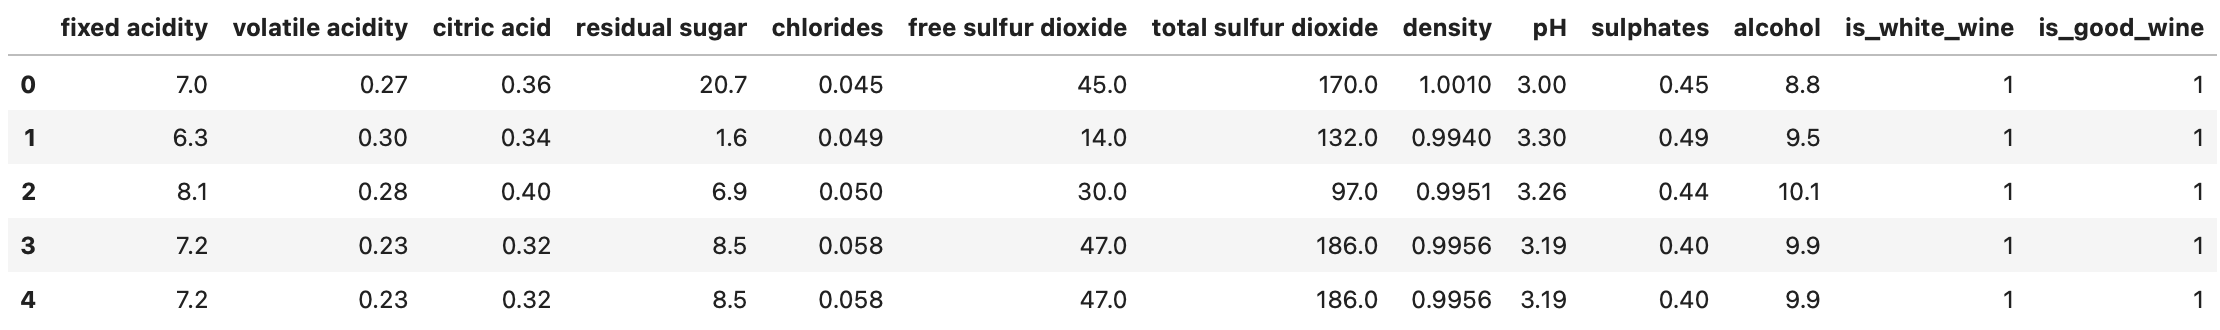 fixed acidity volatile acidity citric acid residual sugar chlorides free sulfur dioxide total sulfur dioxide density pH sulphates alcohol is_white_wine is_good_wine
0 7.0 0.27 0.36 20.7 0.045 45.0 170.0 1.0010 3.00 0.45 8.8 1 1
1 6.3 0.30 0.34 1.6 0.049 14.0 132.0 0.9940 3.30 0.49 9.5 1 1
2 8.1 0.28 0.40 6.9 0.050 30.0 97.0 0.9951 3.26 0.44 10.1 1 1
3 7.2 0.23 0.32 8.5 0.058 47.0 186.0 0.9956 3.19 0.40 9.9 1 1
4 7.2 0.23 0.32 8.5 0.058 47.0 186.0 0.9956 3.19 0.40 9.9 1 1